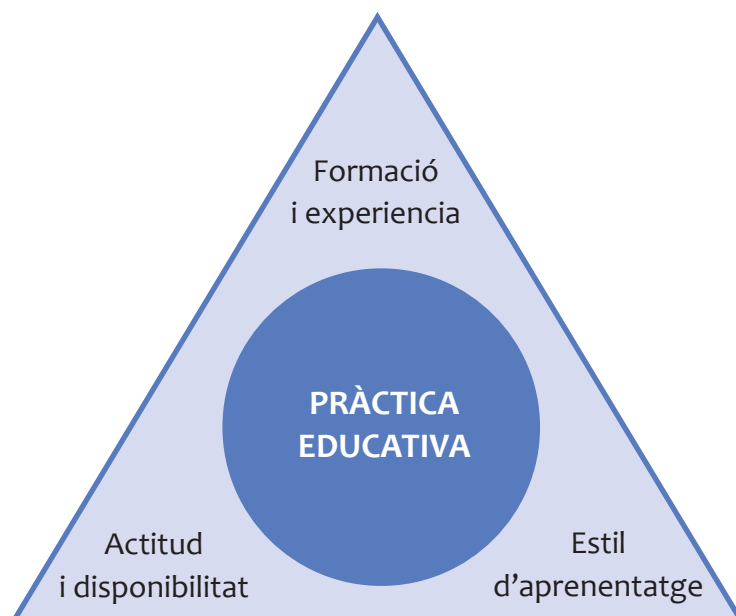 Formació
i experiencia
PRÀCTICA
EDUCATIVA
Actitud
i disponibilitat
Estil
d’aprenentatge